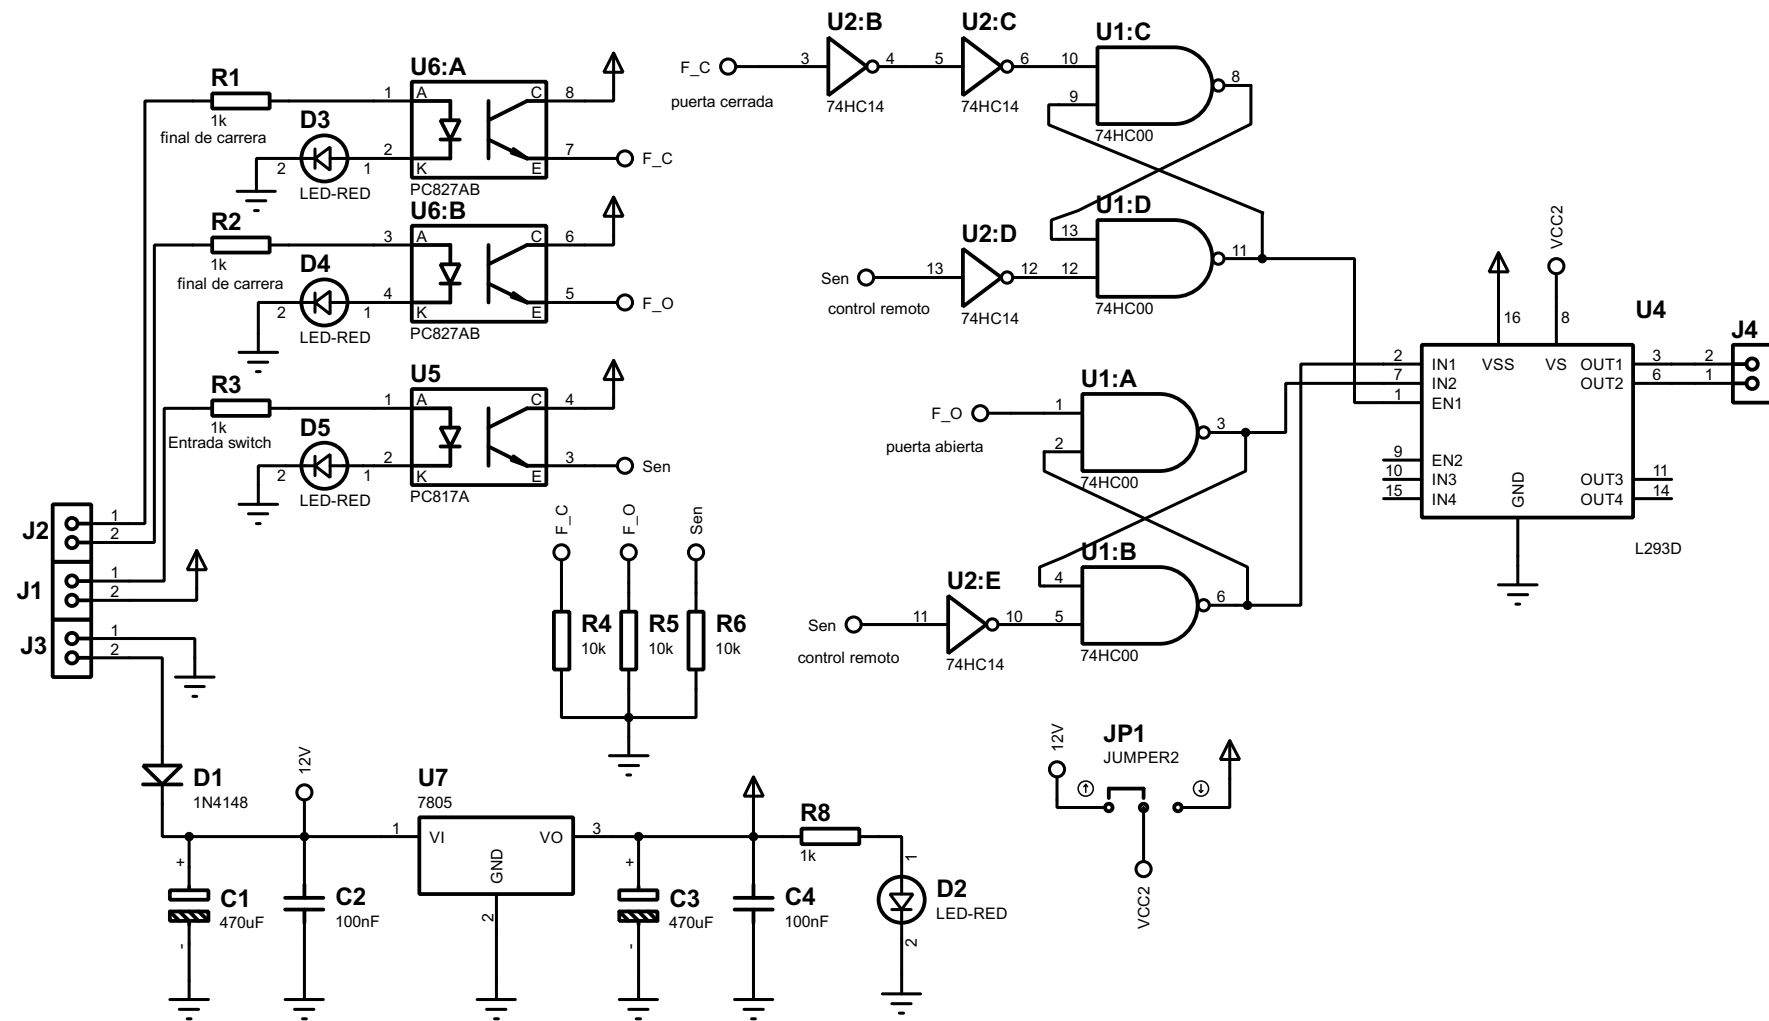 R1
1k
final de carrera
D3
2
1
LED-RED
U6:A
1
A
2
K
C
8
E
7
F_C
PC827AB
R2
1k
final de carrera
D4
2
1
LED-RED
U6:B
3
A
4
K
C
6
E
5
F_O
PC827AB
R3
1k
Entrada switch
D5
2
1
LED-RED
U5
1
A
2
K
C
4
E
3
Sen
PC817A
J2
1
2
J1
1
2
J3
1
2
F_C
F_O
Sen
R4
10k
R5
10k
R6
10k
D1
1N4148
12V
+
-
C1
470uF
C2
100nF
U7
7805
1
VI
VO
3
GND
2
+
-
C3
470uF
C4
100nF
R8
1k
1
2
D2
LED-RED
F_C
puerta cerrada
U2:B
3
4
74HC14
U2:C
5
6
74HC14
U1:C
10
9
8
74HC00
Sen
control remoto
U2:D
13
12
74HC14
U1:D
13
12
11
74HC00
F_O
puerta abierta
U1:A
1
2
3
74HC00
Sen
control remoto
U2:E
11
10
74HC14
U1:B
4
5
6
74HC00
VCC2
16
8
U4
VSS
VS
2
IN1
7
IN2
1
EN1
9
EN2
10
IN3
15
IN4
GND
OUT1
3
OUT2
6
OUT3
11
OUT4
14
L293D
J4
2
1
JP1
JUMPER2
12V
VCC2